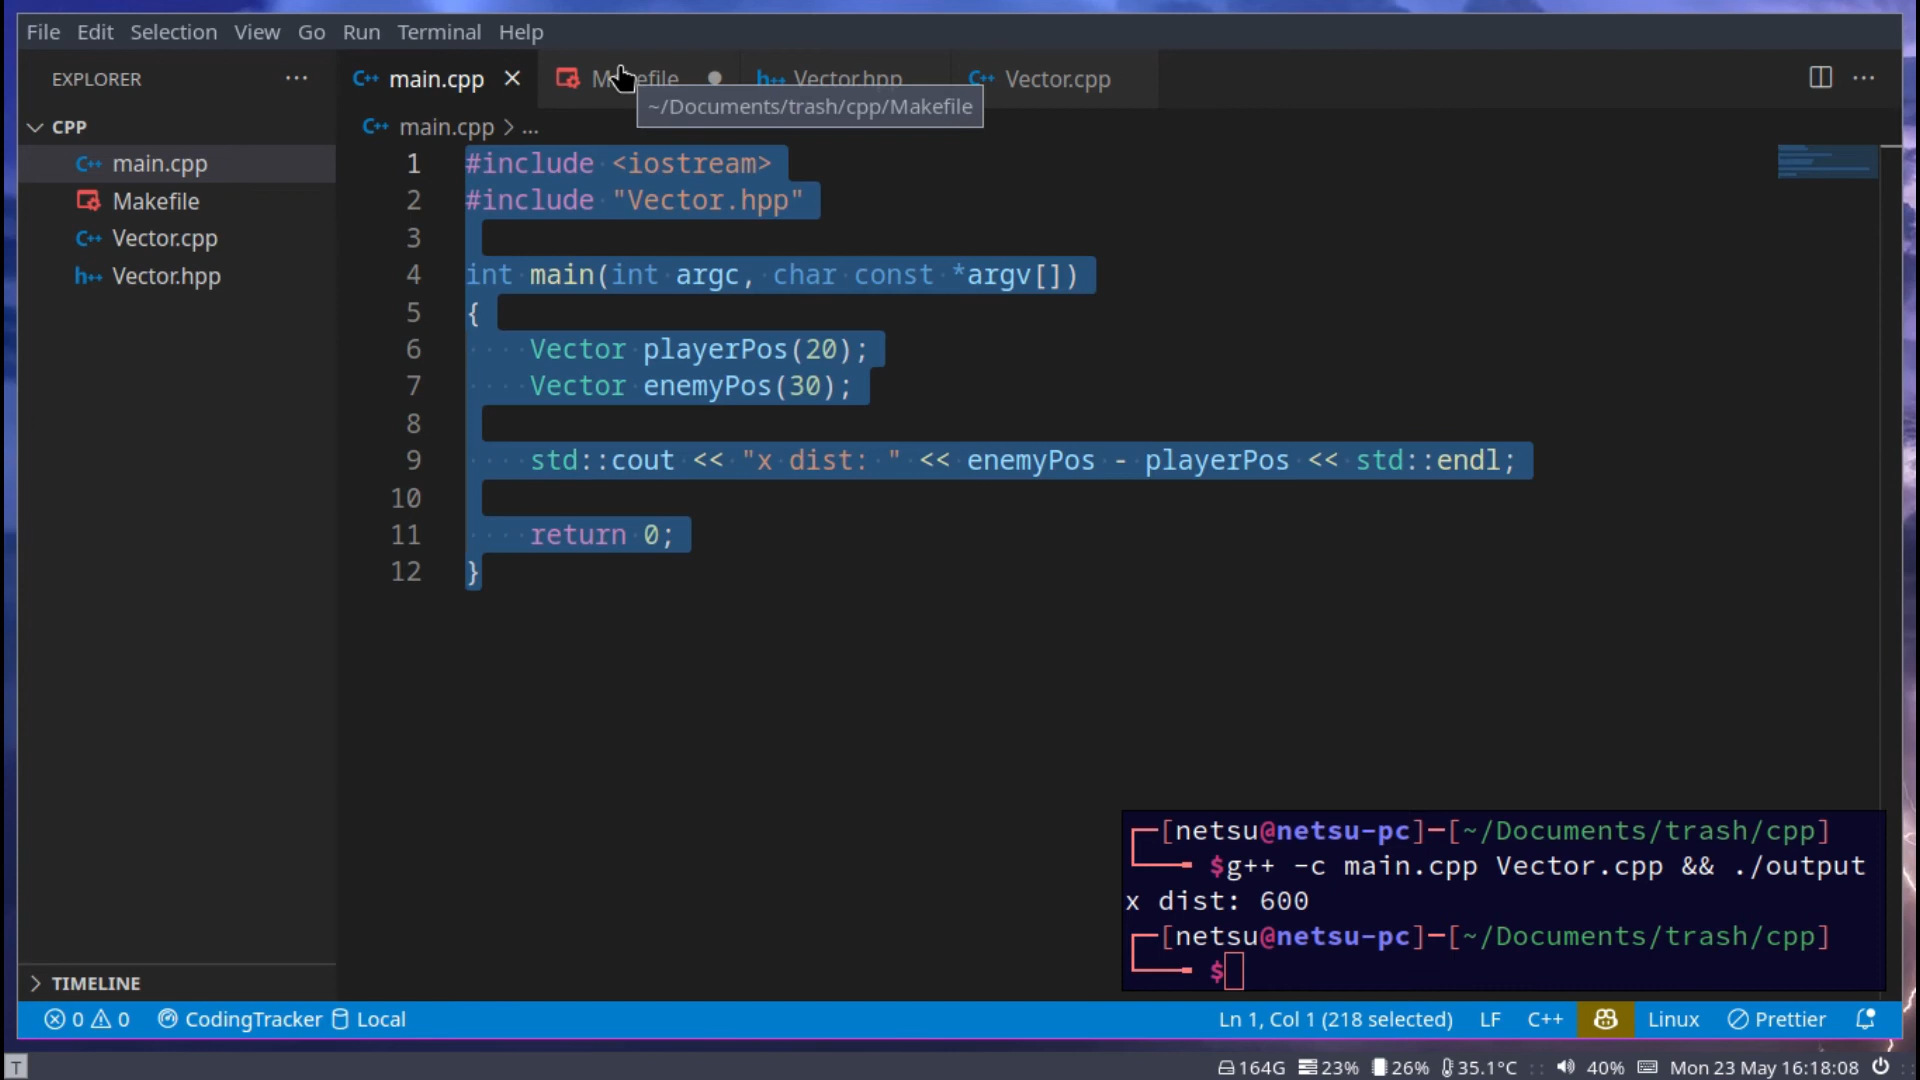 File Edit Selection View Go Run Terminal Help
EXPLORER ···
main.cpp Makefile Vector.hpp Vector.cpp ···
~/Documents/trash/cpp/Makefile
CPP
main.cpp
Makefile
Vector.cpp
Vector.hpp
main.cpp > ...
1 #include <iostream>
2 #include "Vector.hpp"
3
4 int main(int argc, char const *argv[])
5 {
6 Vector playerPos(20);
7 Vector enemyPos(30);
8
9 std::cout << "x dist: " << enemyPos - playerPos << std::endl;
10
11 return 0;
12 }
[netsu@netsu-pc]-[~/Documents/trash/cpp]
$g++ -c main.cpp Vector.cpp && ./output
x dist: 600
[netsu@netsu-pc]-[~/Documents/trash/cpp]
$
TIMELINE
0 0 CodingTracker Local Ln 1, Col 1 (218 selected) LF C++ Linux Prettier
T 164G 23% 26% 35.1°C :: 40% Mon 23 May 16:18:08